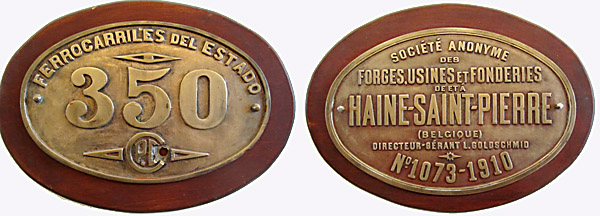 FERROCARRILES DEL ESTADO
350
SOCIÉTÉ ANONYME
DES
FORGES, USINES ET FONDERIES
DE ET A
HAINE-SAINT-PIERRE
(BELGIQUE)
DIRECTEUR-GÉRANT L. GOLDSCHMID
No 1073-1910